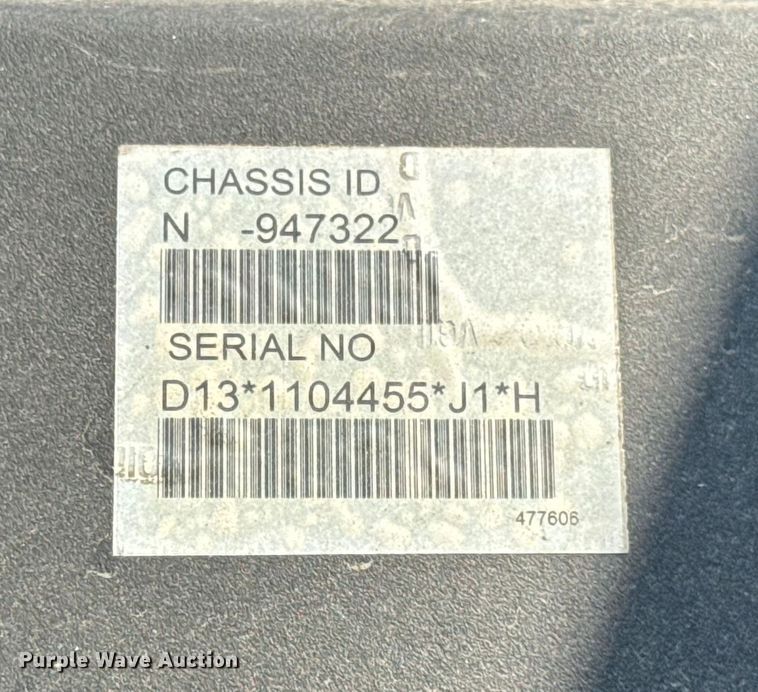 CHASSIS ID
N -947322
SERIAL NO
D13*1104455*J1*H
477606
Purple Wave Auction